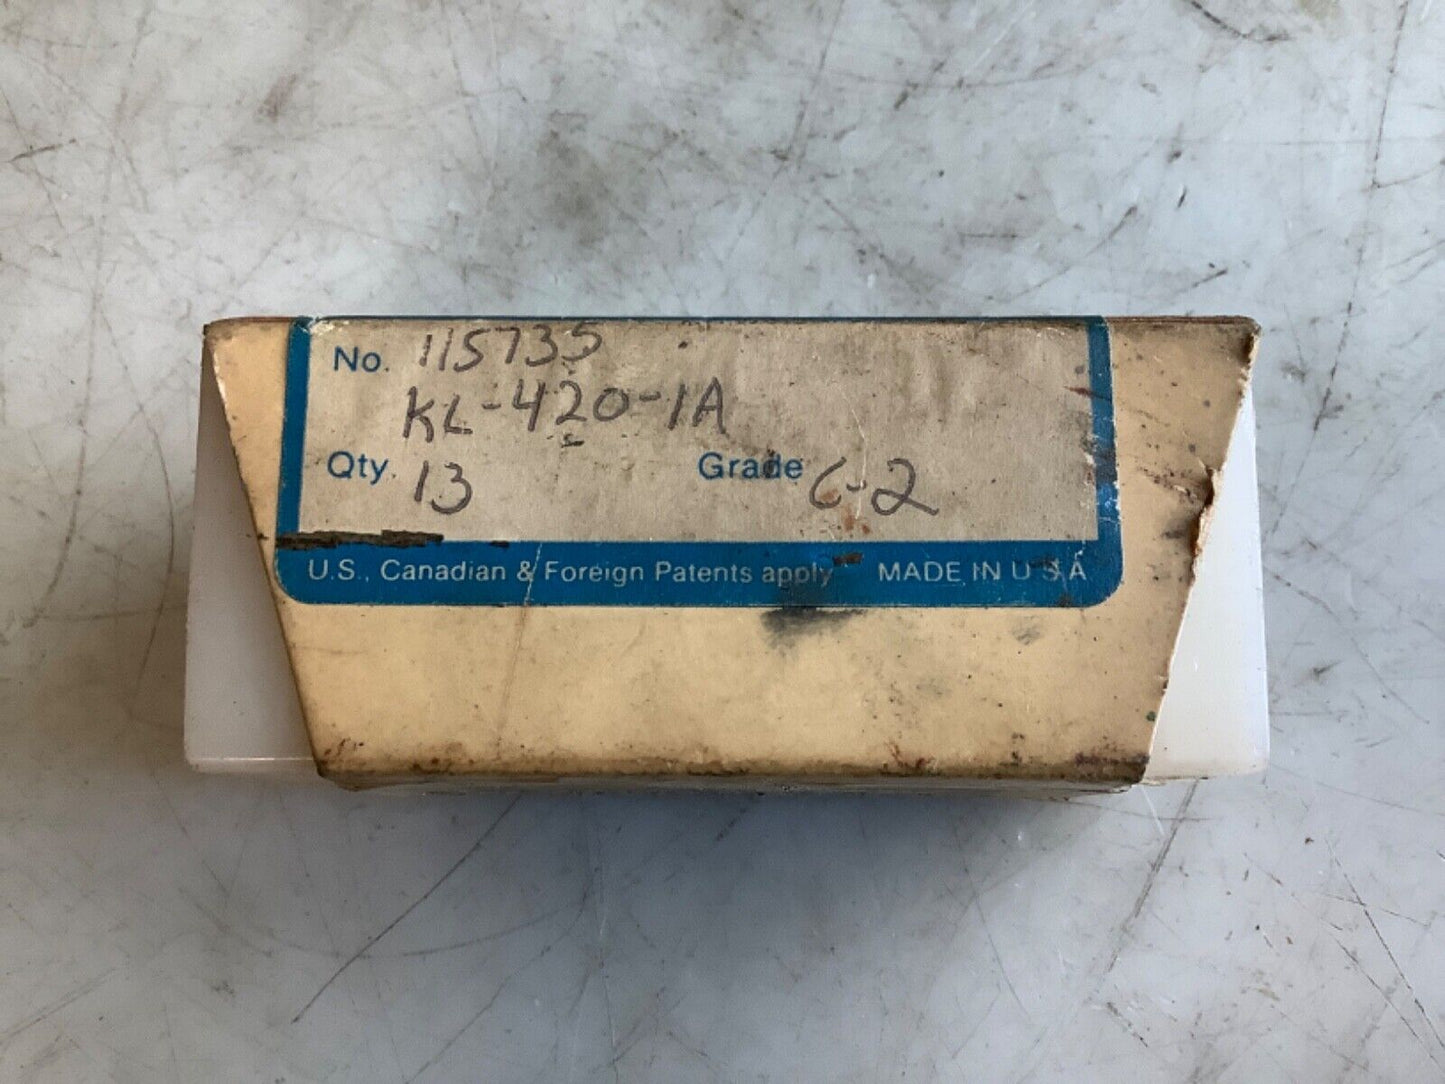 No. 115735
KL-420-1A
Qty. 13 Grade C-2
U.S., Canadian & Foreign Patents apply MADE IN U S A